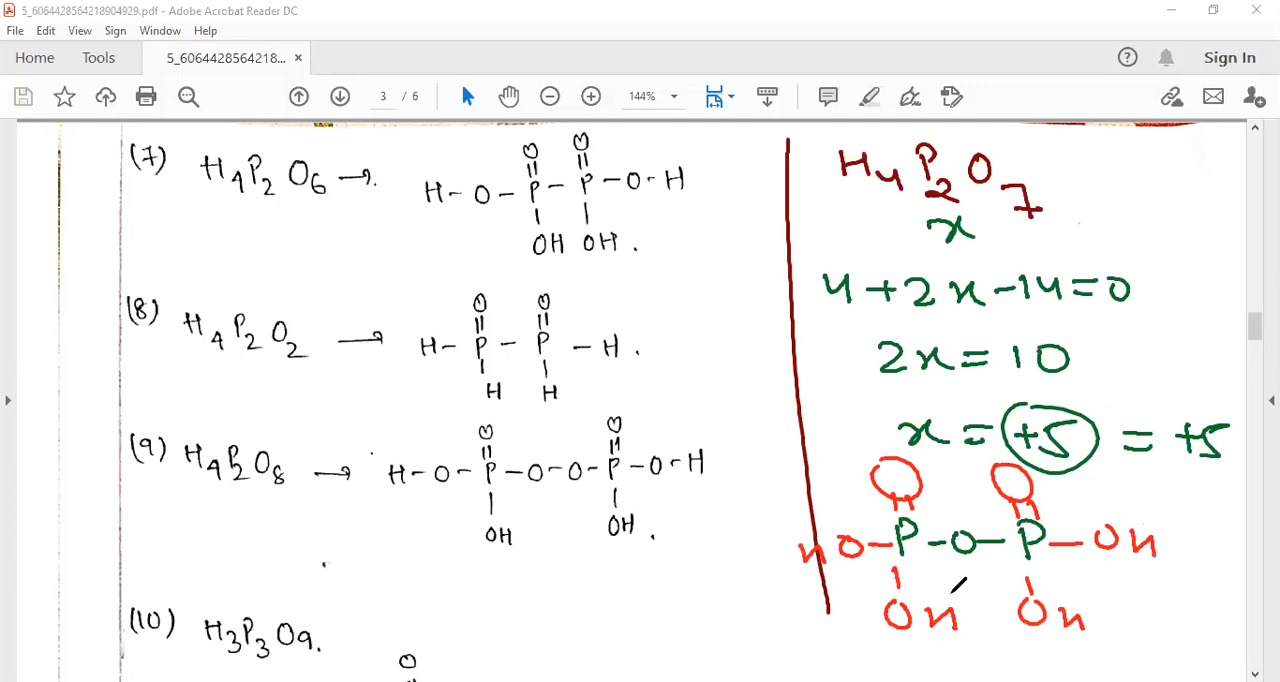 5_6064428564218904929.pdf - Adobe Acrobat Reader DC
File Edit View Sign Window Help
Home Tools 5_6064428564218... × Sign In
3 / 6 144%
(7) H4P2O6 →
O O
H-O-P-P-O-H
OH OH.
(8) H4P2O2 →
O O
H-P-P-H.
H H
(9) H4P2O8 →
O O
H-O-P-O-O-P-O-H
OH OH.
(10) H3P3O9.
O
H4P2O7
x
4+2x-14=0
2x=10
x=+5=+5
O O
HO-P-O-P-OH
OH OH